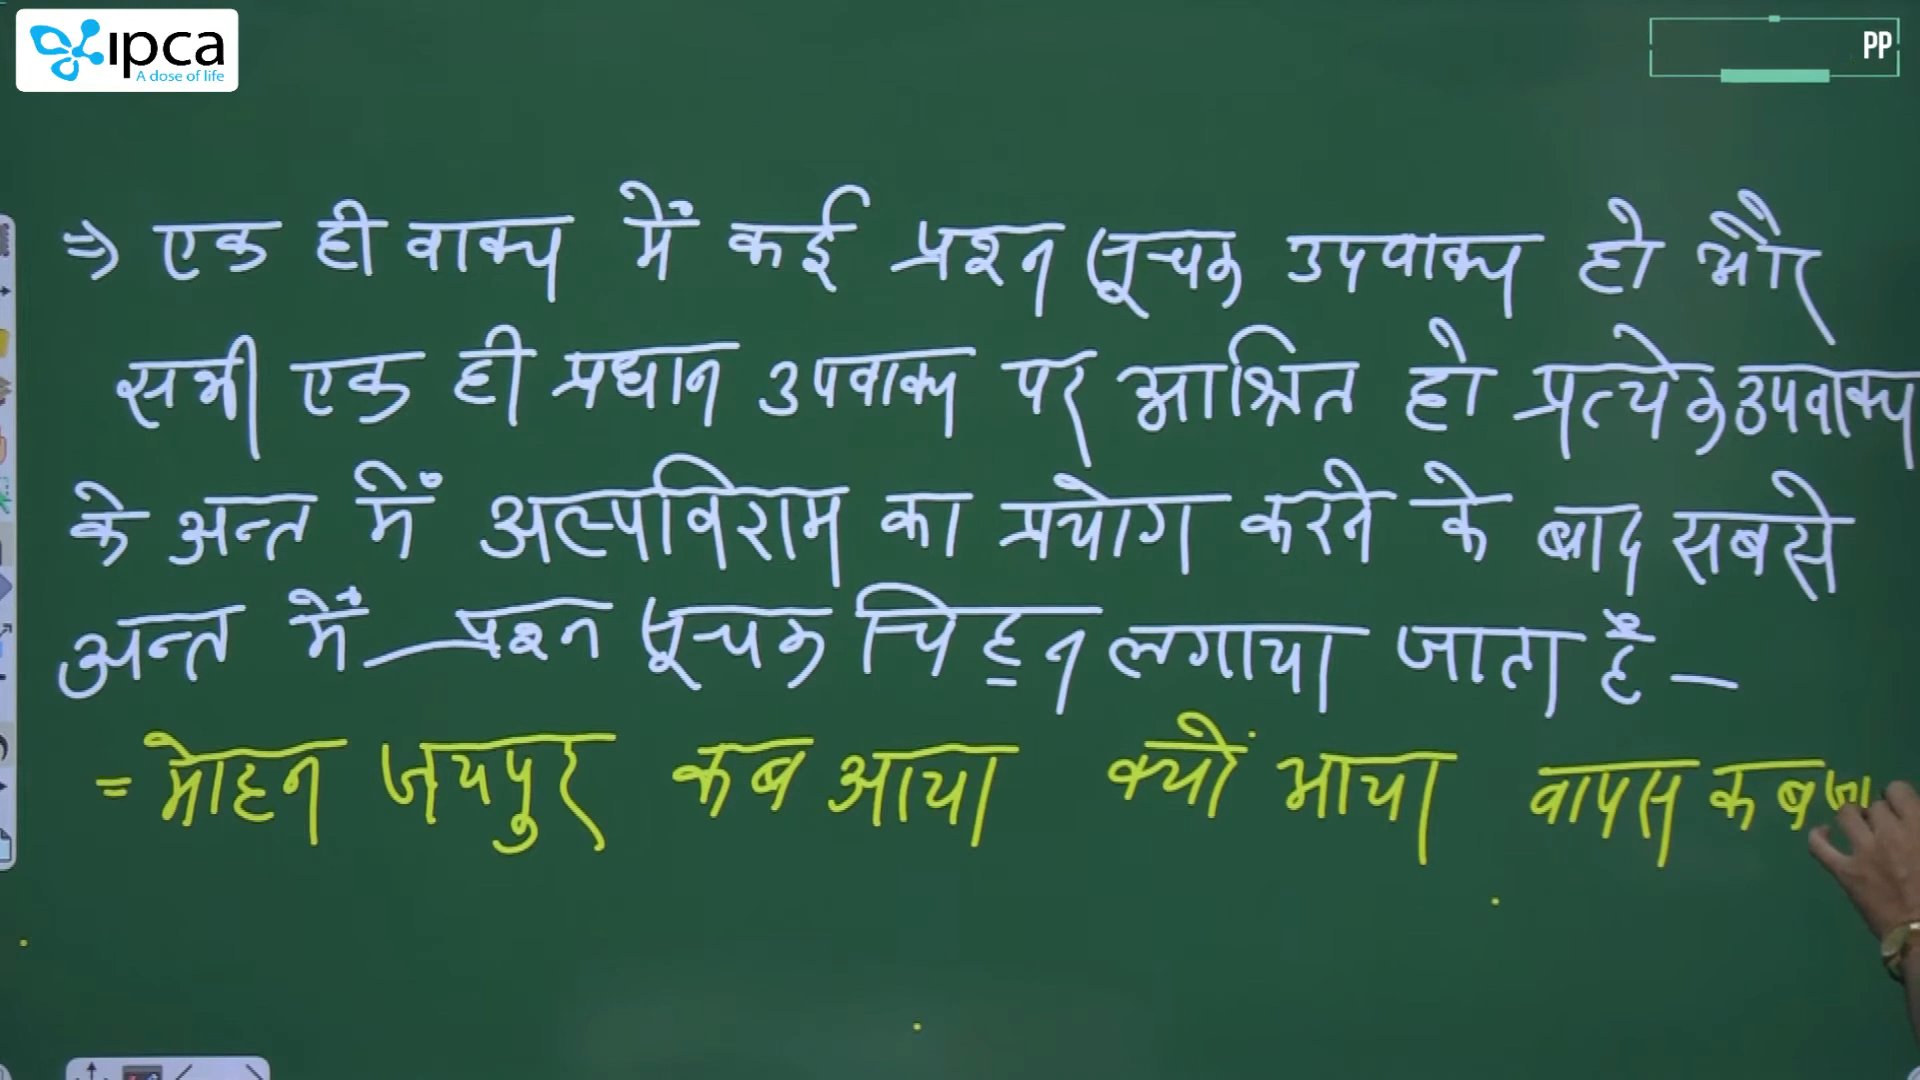 ipca
A dose of life
PP
⇒ एक ही वाक्य में कई प्रश्न सूचक उपवाक्य हो और
सभी एक ही प्रधान उपवाक्य पर आश्रित हो प्रत्येक उपवाक्य
के अन्त में अल्पविराम का प्रयोग करने के बाद सबसे
अन्त में प्रश्न सूचक चिह्न लगाया जाता है —
= मोहन जयपुर कब आया क्यों आया वापस कब